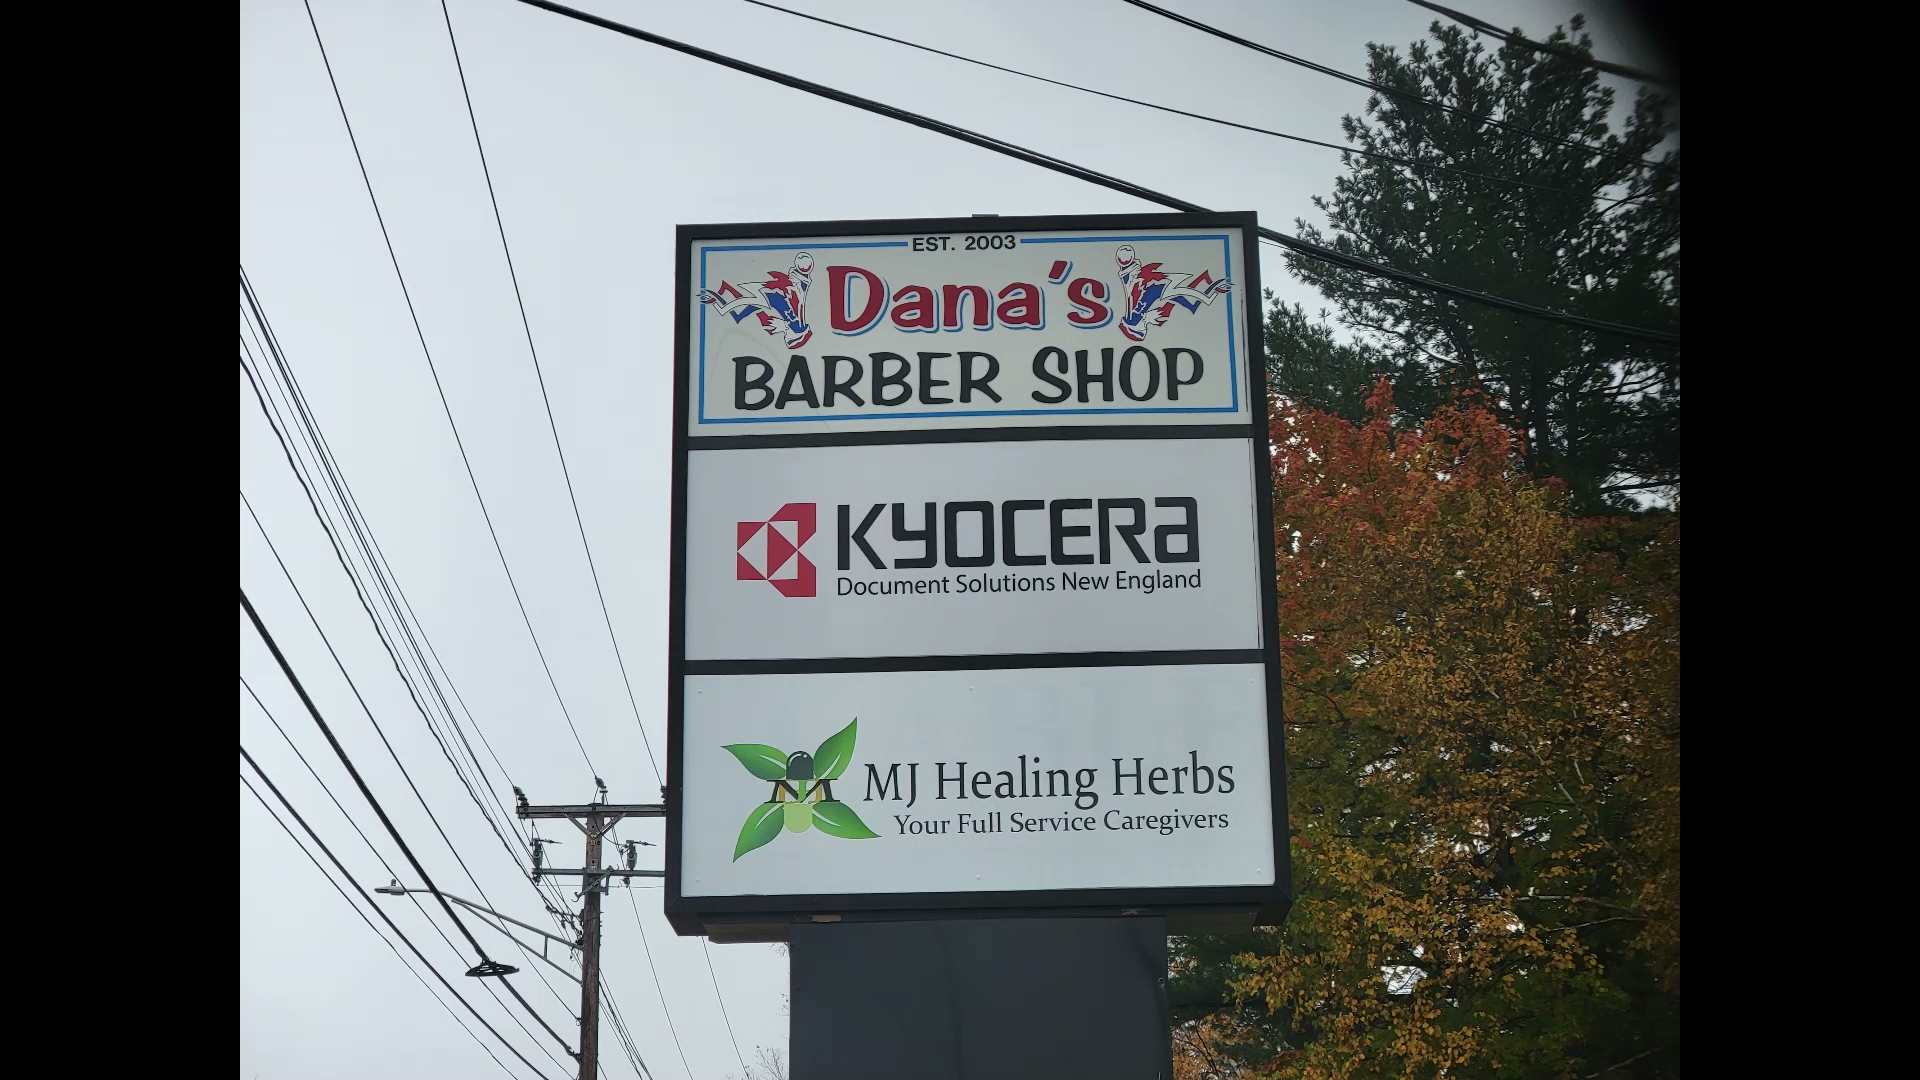 EST. 2003
Dana's
BARBER SHOP
KYOCERA
Document Solutions New England
MJ Healing Herbs
Your Full Service Caregivers